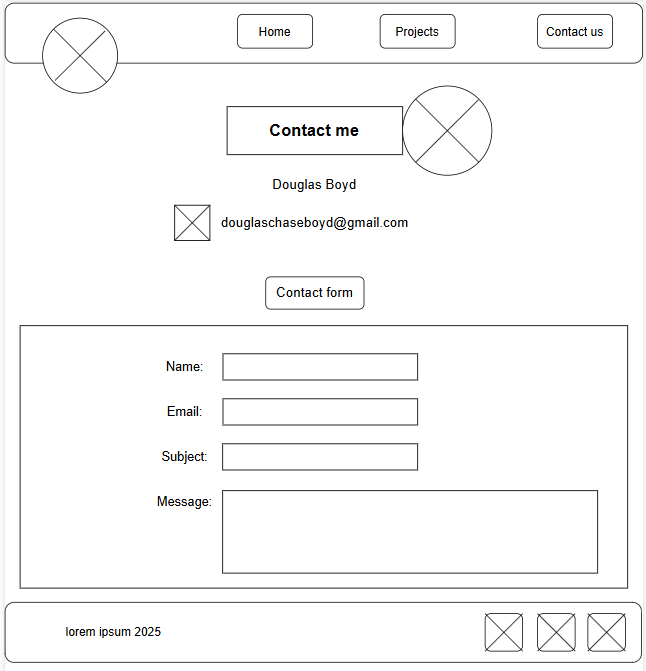 Home
Projects
Contact us
Contact me
Douglas Boyd
douglaschaseboyd@gmail.com
Contact form
Name:
Email:
Subject:
Message:
lorem ipsum 2025